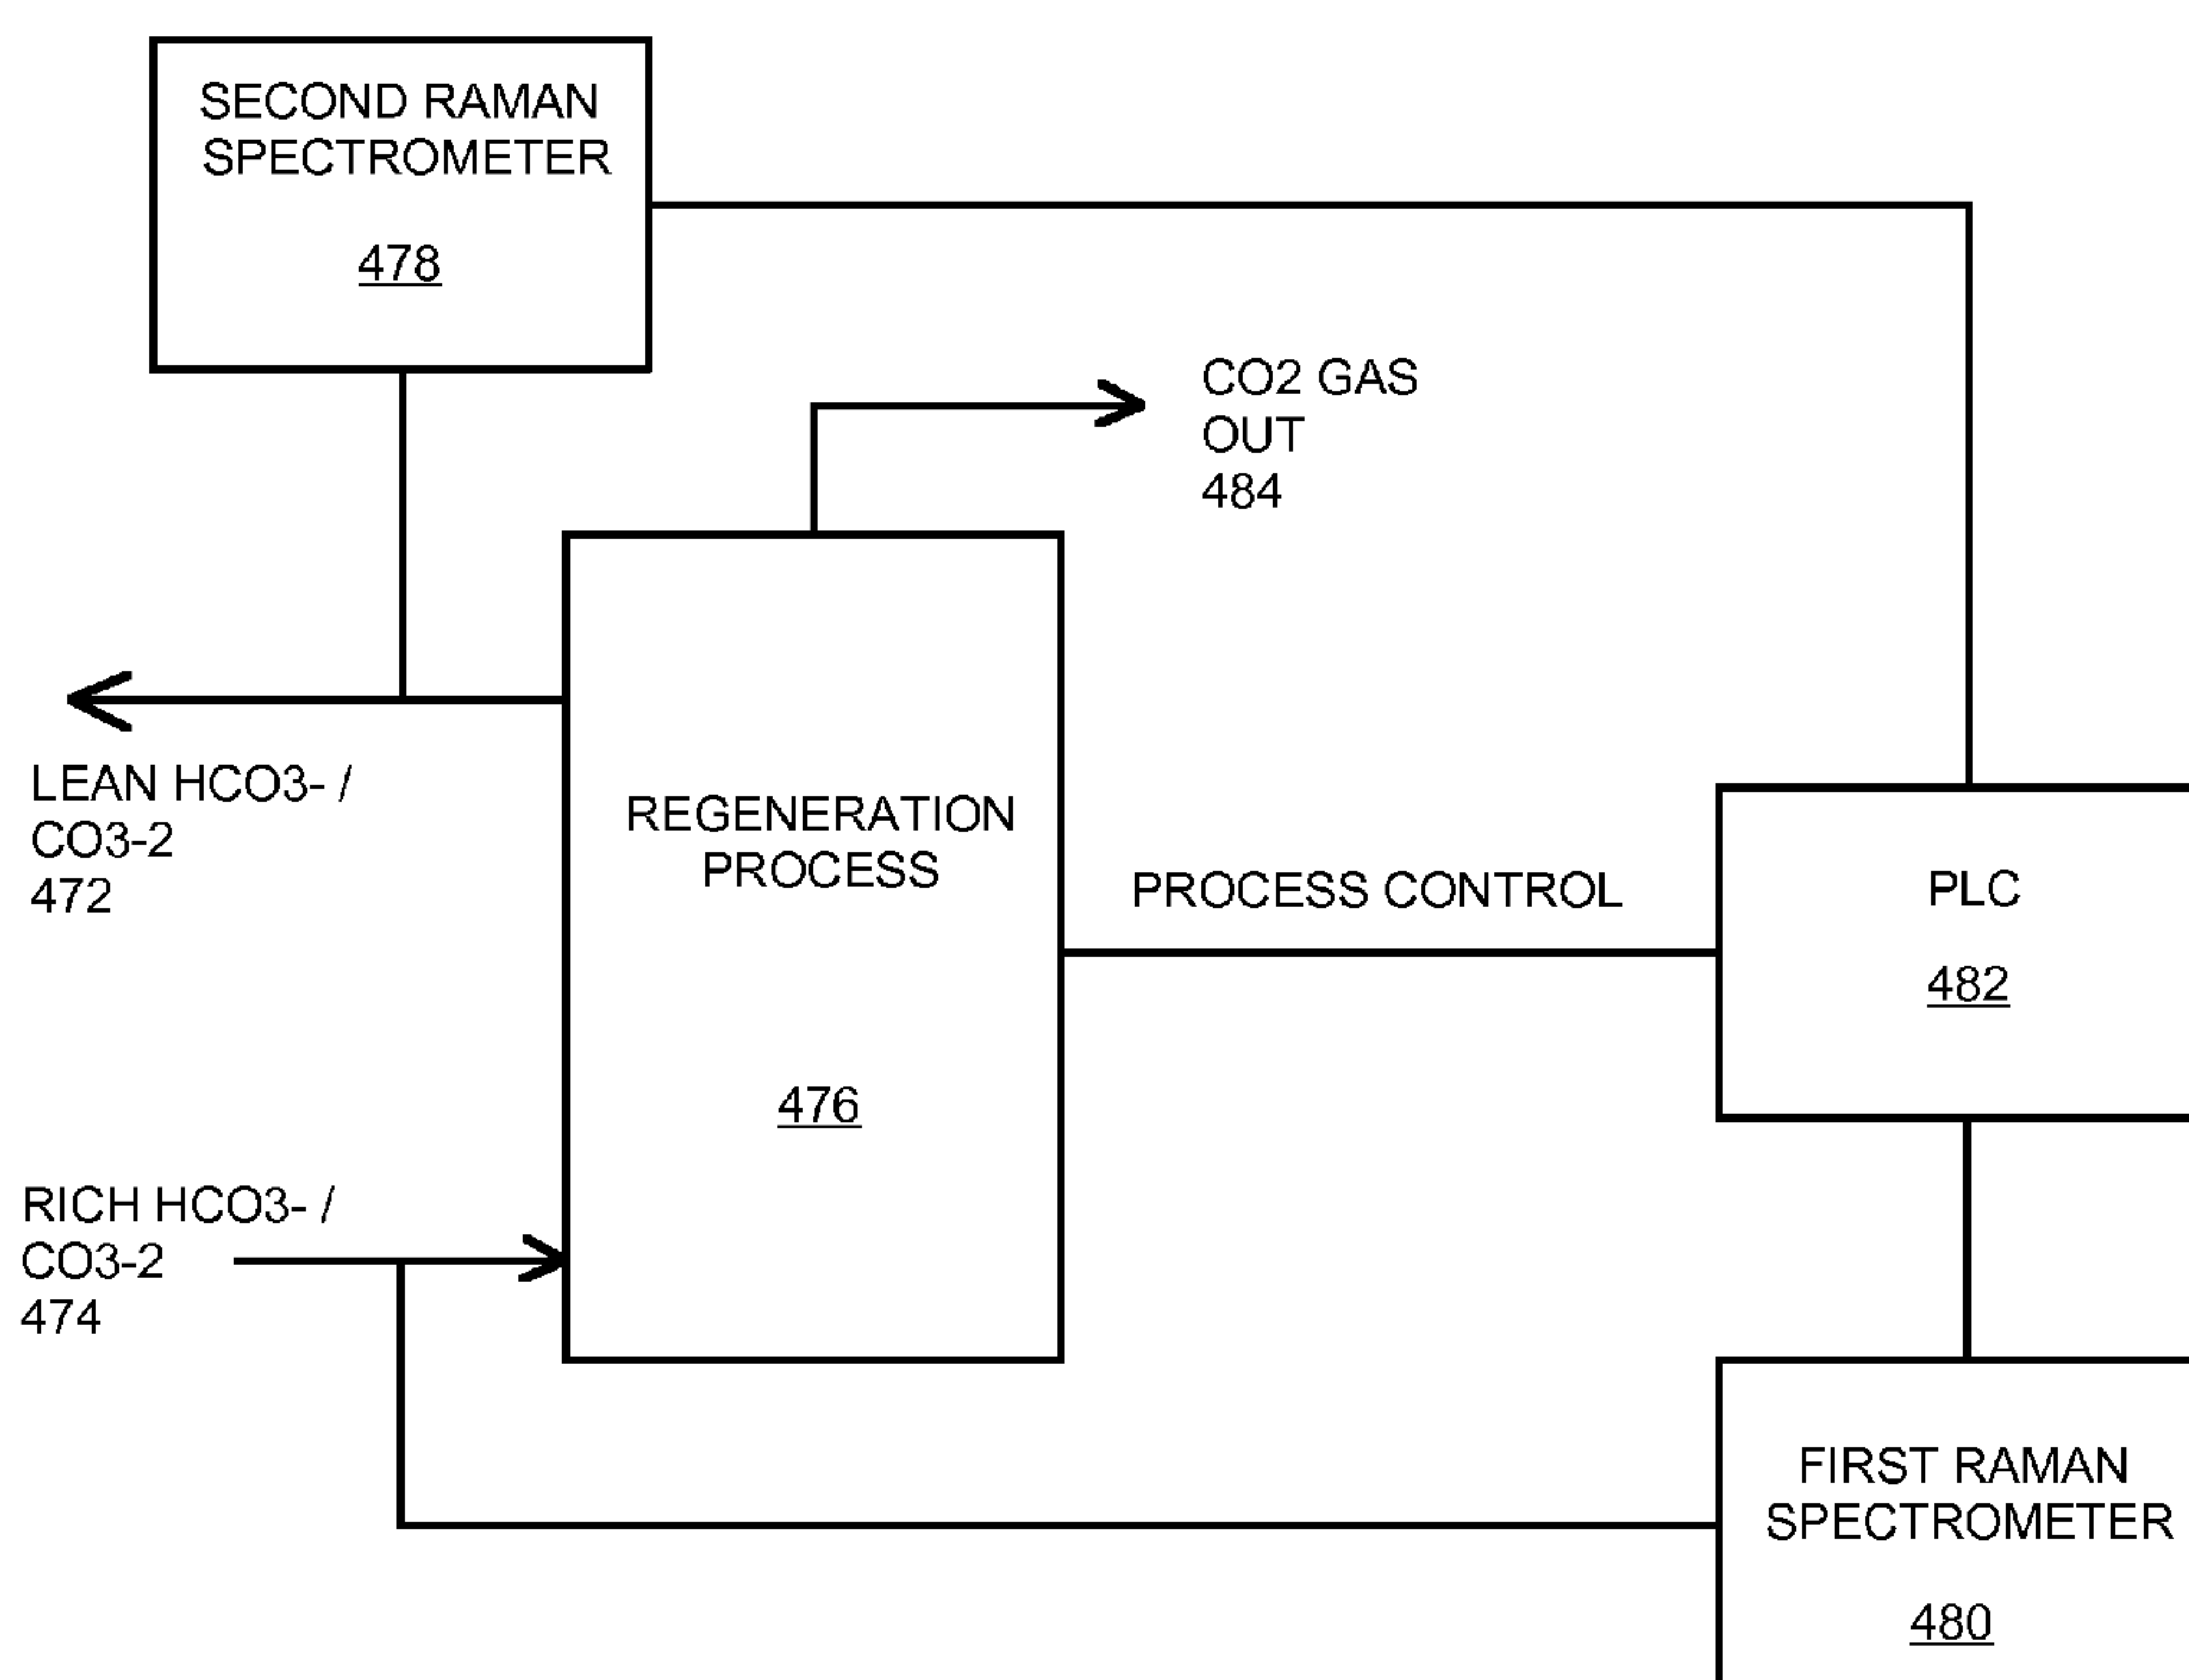 SECOND RAMAN
SPECTROMETER
478
CO2 GAS
OUT
484
LEAN HCO3- /
CO3-2
472
REGENERATION
PROCESS
476
PROCESS CONTROL
PLC
482
RICH HCO3- /
CO3-2
474
FIRST RAMAN
SPECTROMETER
480